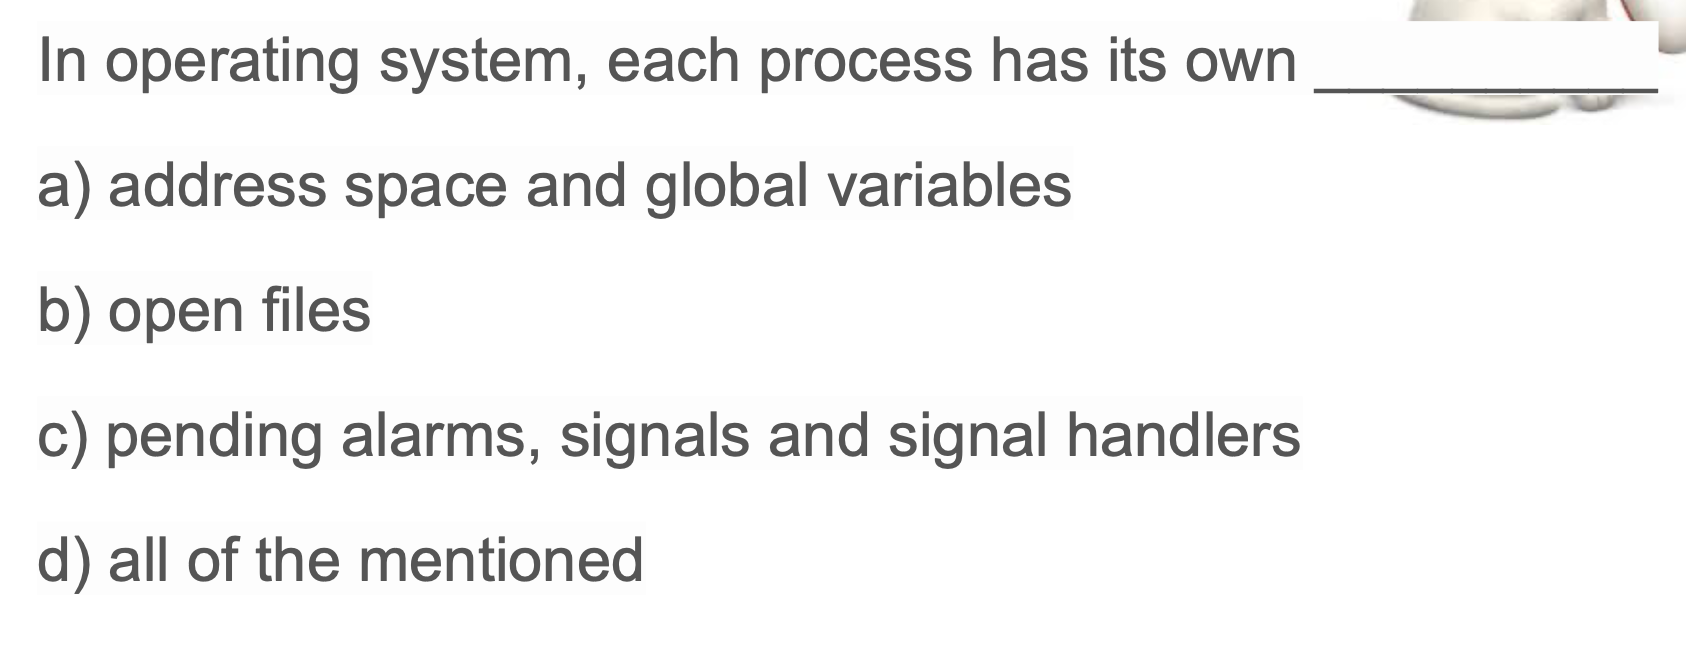 In operating system, each process has its own __________
a) address space and global variables
b) open files
c) pending alarms, signals and signal handlers
d) all of the mentioned